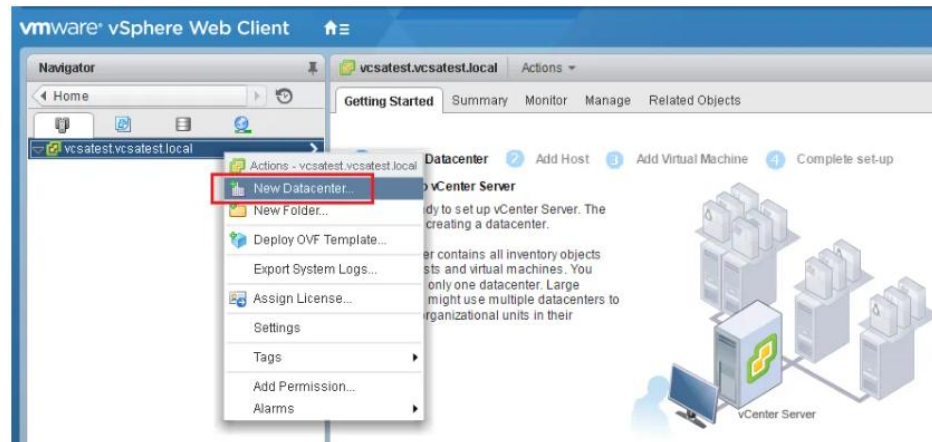 vmware® vSphere Web Client
Navigator
vcsatest.vcsatest.local Actions
Home
Getting Started Summary Monitor Manage Related Objects
vcsatest.vcsatest.local
Actions - vcsatest.vcsatest.local
Datacenter 2 Add Host 3 Add Virtual Machine 4 Complete set-up
New Datacenter...
vCenter Server
New Folder...
dy to set up vCenter Server. The
creating a datacenter.
Deploy OVF Template...
er contains all inventory objects
Export System Logs...
sts and virtual machines. You
only one datacenter. Large
Assign License...
might use multiple datacenters to
organizational units in their
Settings
Tags
Add Permission...
Alarms
vCenter Server